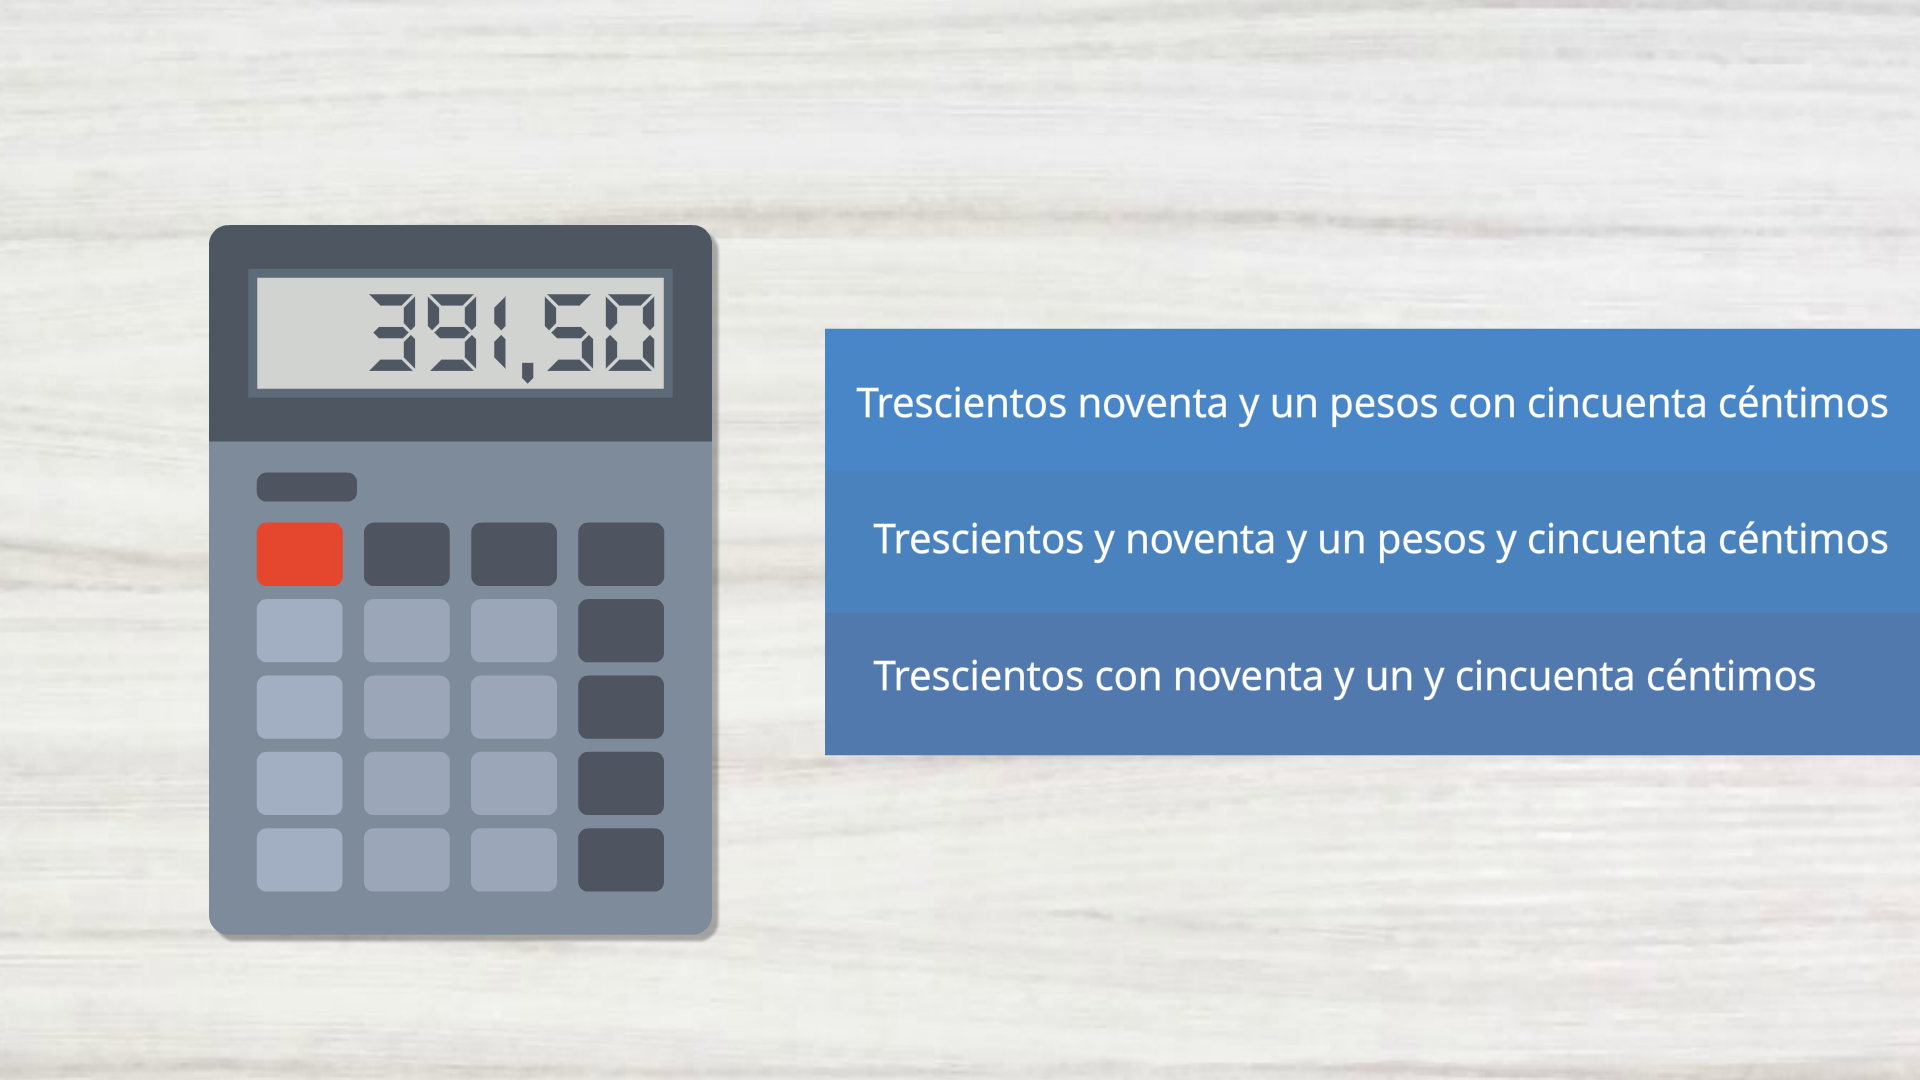 391,50
Trescientos noventa y un pesos con cincuenta céntimos
Trescientos y noventa y un pesos y cincuenta céntimos
Trescientos con noventa y un y cincuenta céntimos